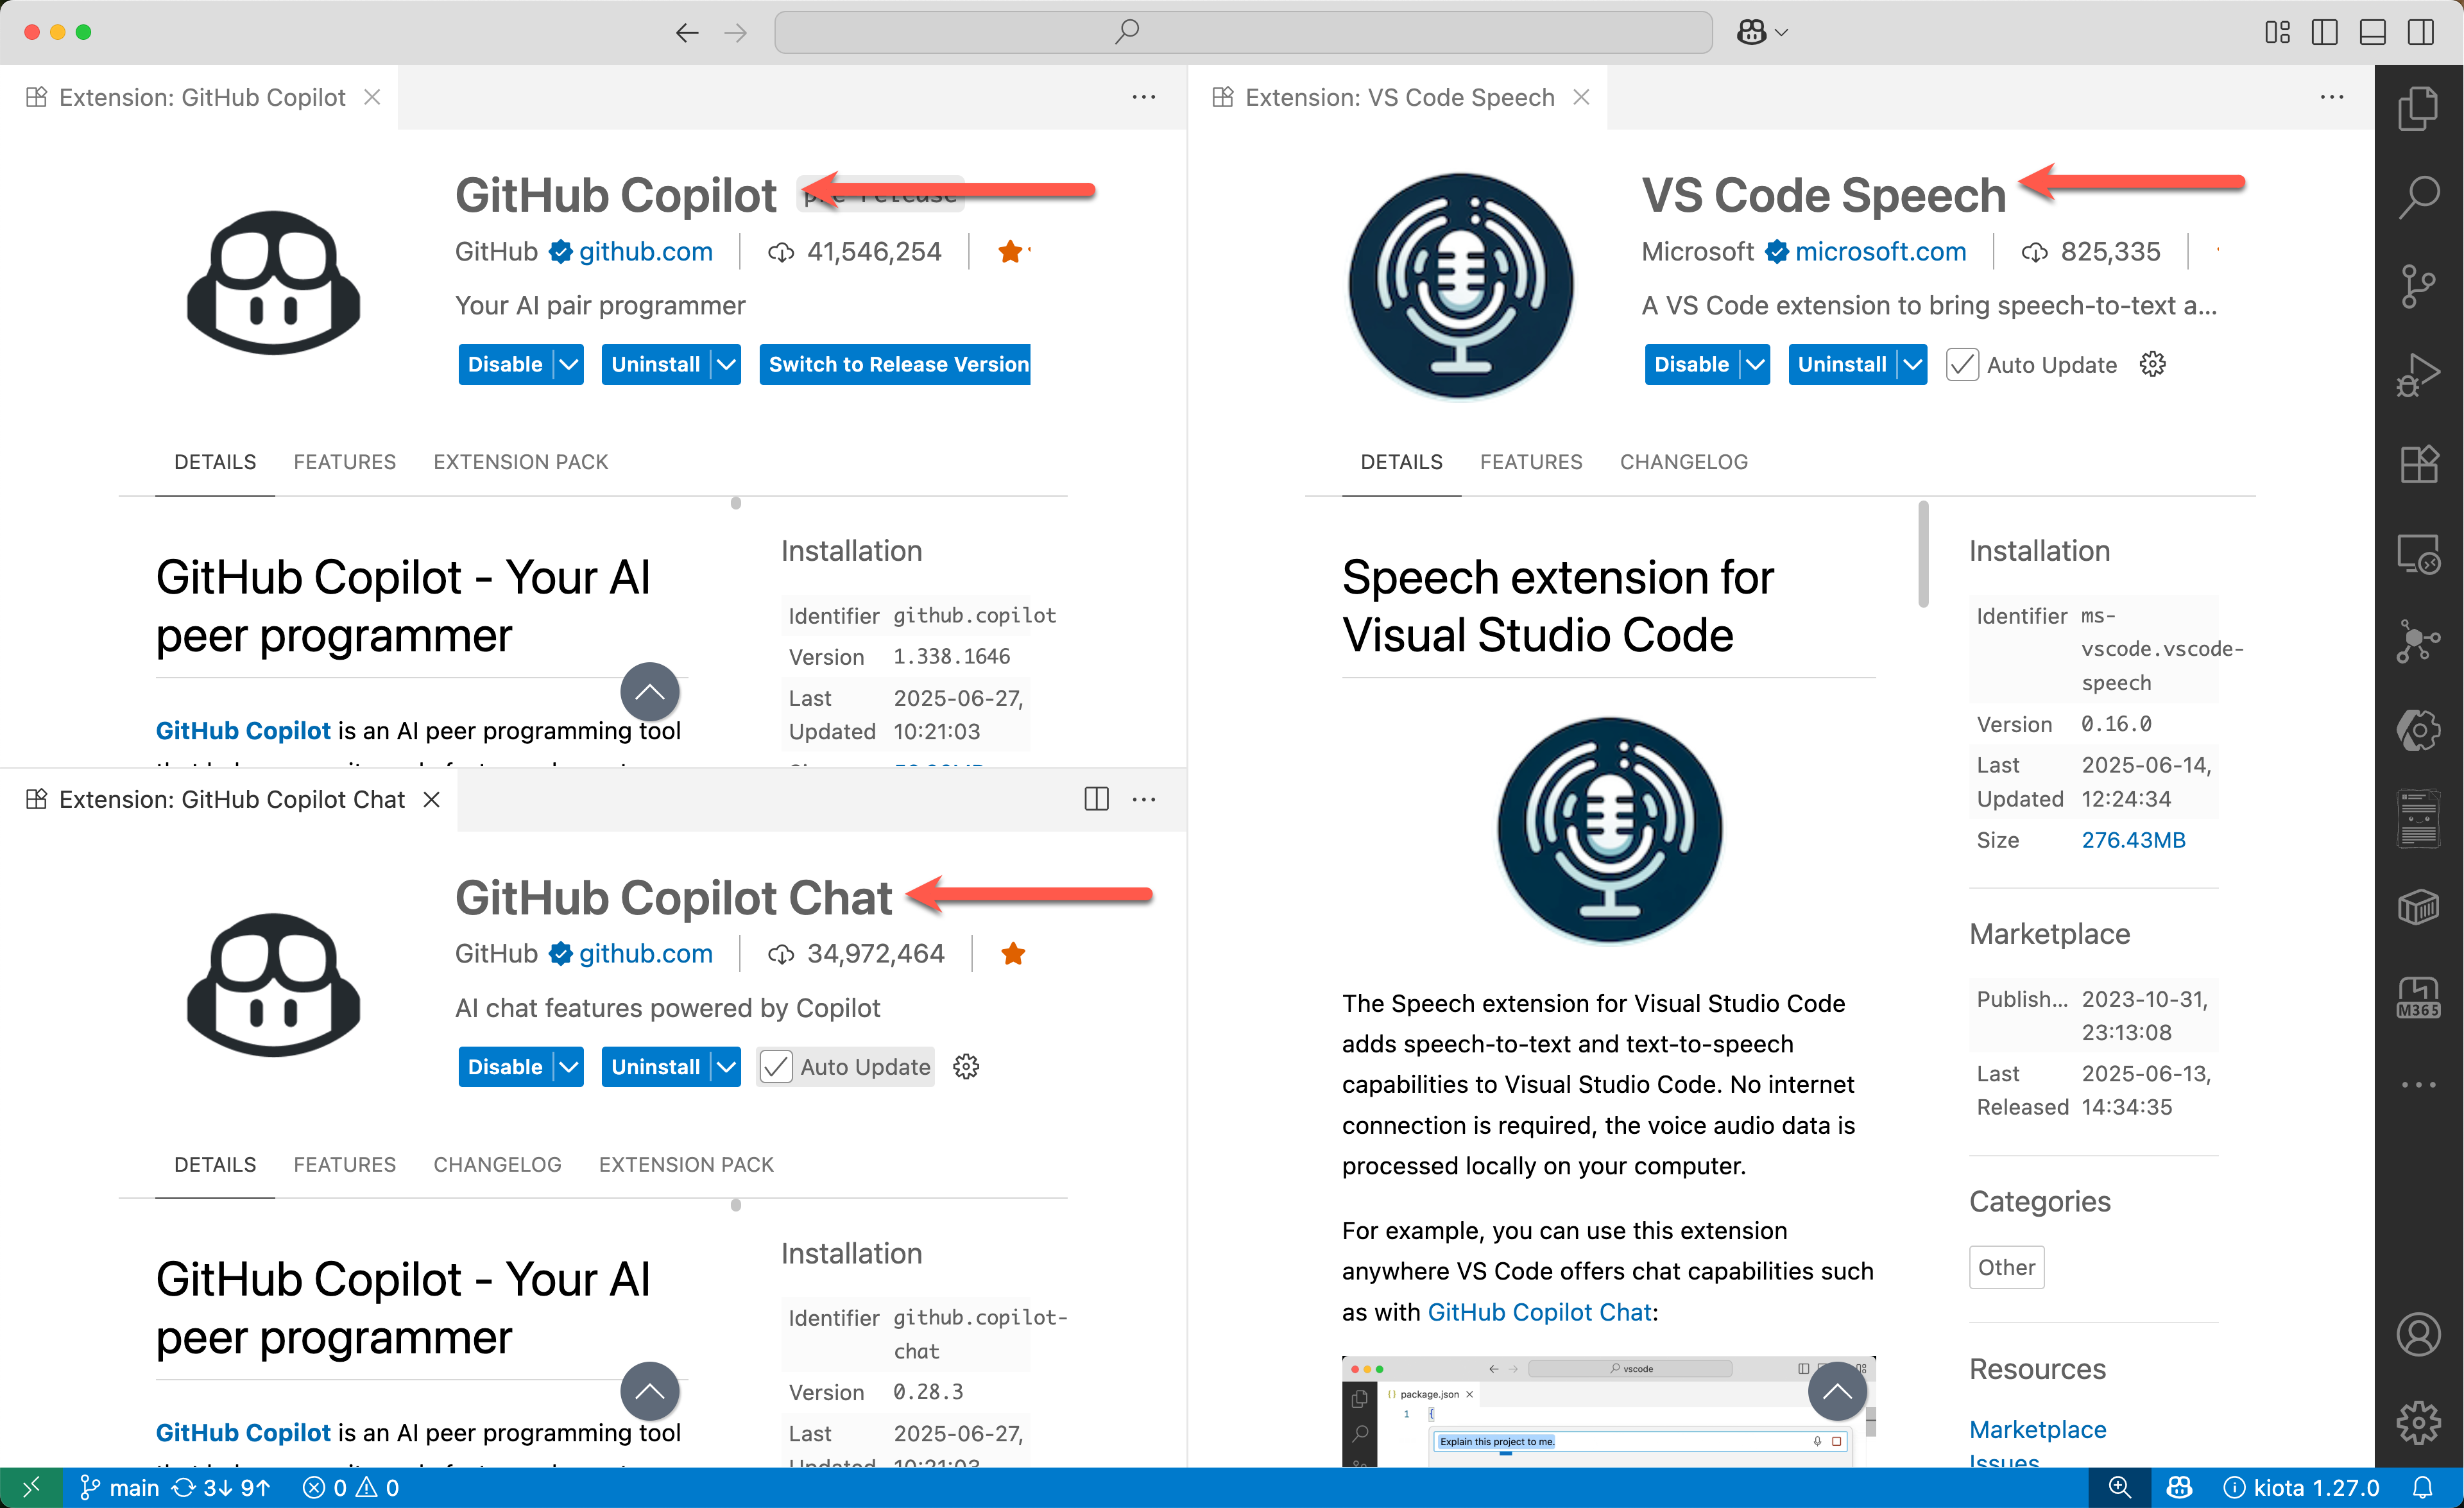 Extension: GitHub Copilot
GitHub Copilot pre-release
GitHub github.com 41,546,254
Your AI pair programmer
Disable Uninstall Switch to Release Version
DETAILS FEATURES EXTENSION PACK
GitHub Copilot - Your AI
peer programmer
GitHub Copilot is an AI peer programming tool
Installation
Identifier github.copilot
Version 1.338.1646
Last 2025-06-27,
Updated 10:21:03
Extension: GitHub Copilot Chat
GitHub Copilot Chat
GitHub github.com 34,972,464
AI chat features powered by Copilot
Disable Uninstall Auto Update
DETAILS FEATURES CHANGELOG EXTENSION PACK
GitHub Copilot - Your AI
peer programmer
GitHub Copilot is an AI peer programming tool
Installation
Identifier github.copilot-
chat
Version 0.28.3
Last 2025-06-27,
Updated 10:21:03
Extension: VS Code Speech
VS Code Speech
Microsoft microsoft.com 825,335
A VS Code extension to bring speech-to-text a...
Disable Uninstall Auto Update
DETAILS FEATURES CHANGELOG
Speech extension for
Visual Studio Code
The Speech extension for Visual Studio Code
adds speech-to-text and text-to-speech
capabilities to Visual Studio Code. No internet
connection is required, the voice audio data is
processed locally on your computer.
For example, you can use this extension
anywhere VS Code offers chat capabilities such
as with GitHub Copilot Chat:
vscode
package.json
1 {
Explain this project to me.
Installation
Identifier ms-
vscode.vscode-
speech
Version 0.16.0
Last 2025-06-14,
Updated 12:24:34
Size 276.43MB
Marketplace
Publish... 2023-10-31,
23:13:08
Last 2025-06-13,
Released 14:34:35
Categories
Other
Resources
Marketplace
Issues
M365
main 3↓ 9↑ 0 0
kiota 1.27.0